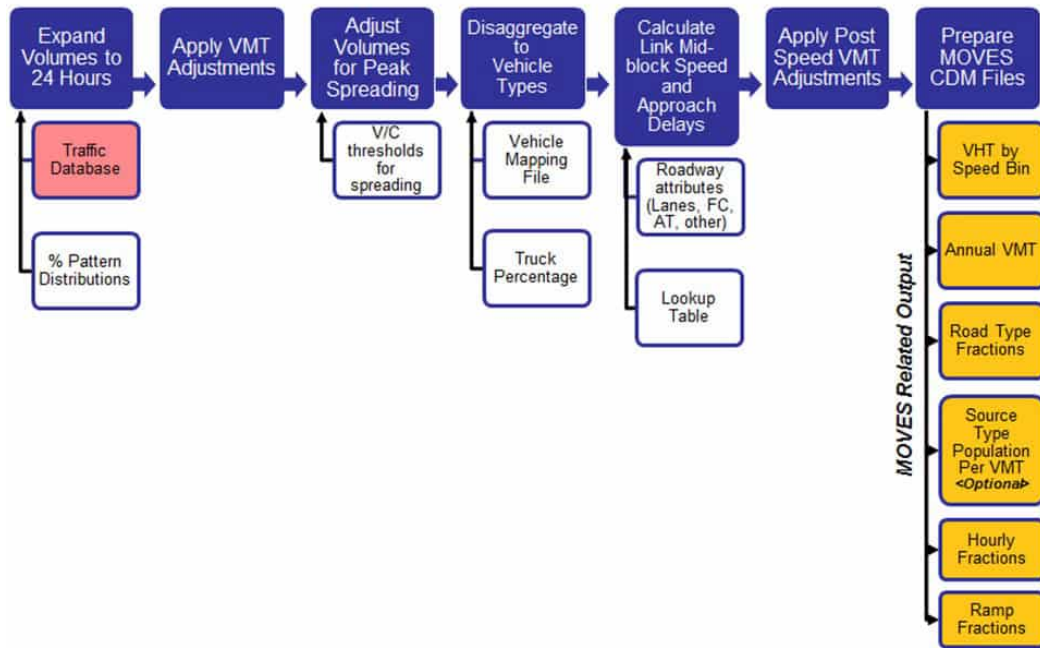 Expand
Volumes to
24 Hours
Apply VMT
Adjustments
Adjust
Volumes
for Peak
Spreading
Disaggregate
to
Vehicle
Types
Calculate
Link Mid-
block Speed
and
Approach
Delays
Apply Post
Speed VMT
Adjustments
Prepare
MOVES
CDM Files
Traffic
Database
% Pattern
Distributions
V/C
thresholds
for
spreading
Vehicle
Mapping
File
Truck
Percentage
Roadway
attributes
(Lanes, FC,
AT, other)
Lookup
Table
MOVES Related Output
VHT by
Speed Bin
Annual VMT
Road Type
Fractions
Source
Type
Population
Per VMT
<Optional>
Hourly
Fractions
Ramp
Fractions